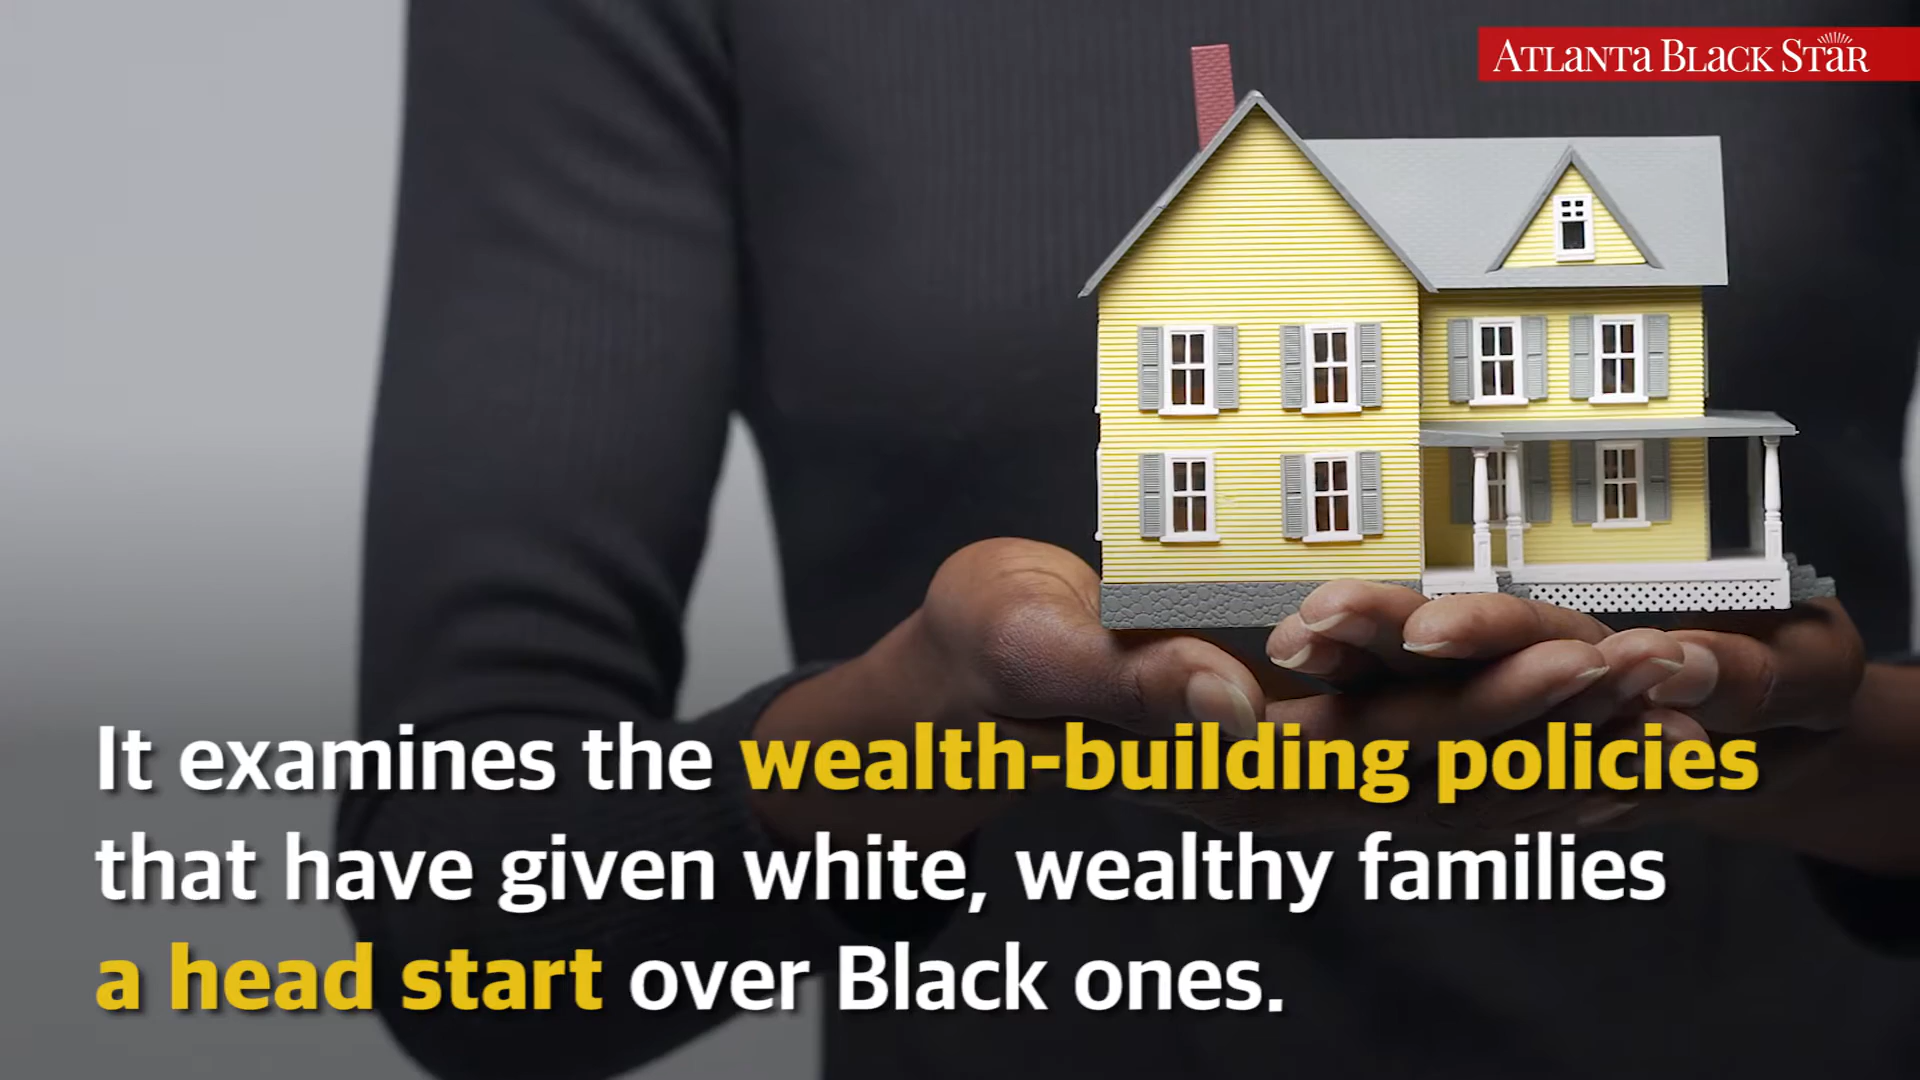 ATLANTA BLACK STAR
It examines the wealth-building policies
that have given white, wealthy families
a head start over Black ones.